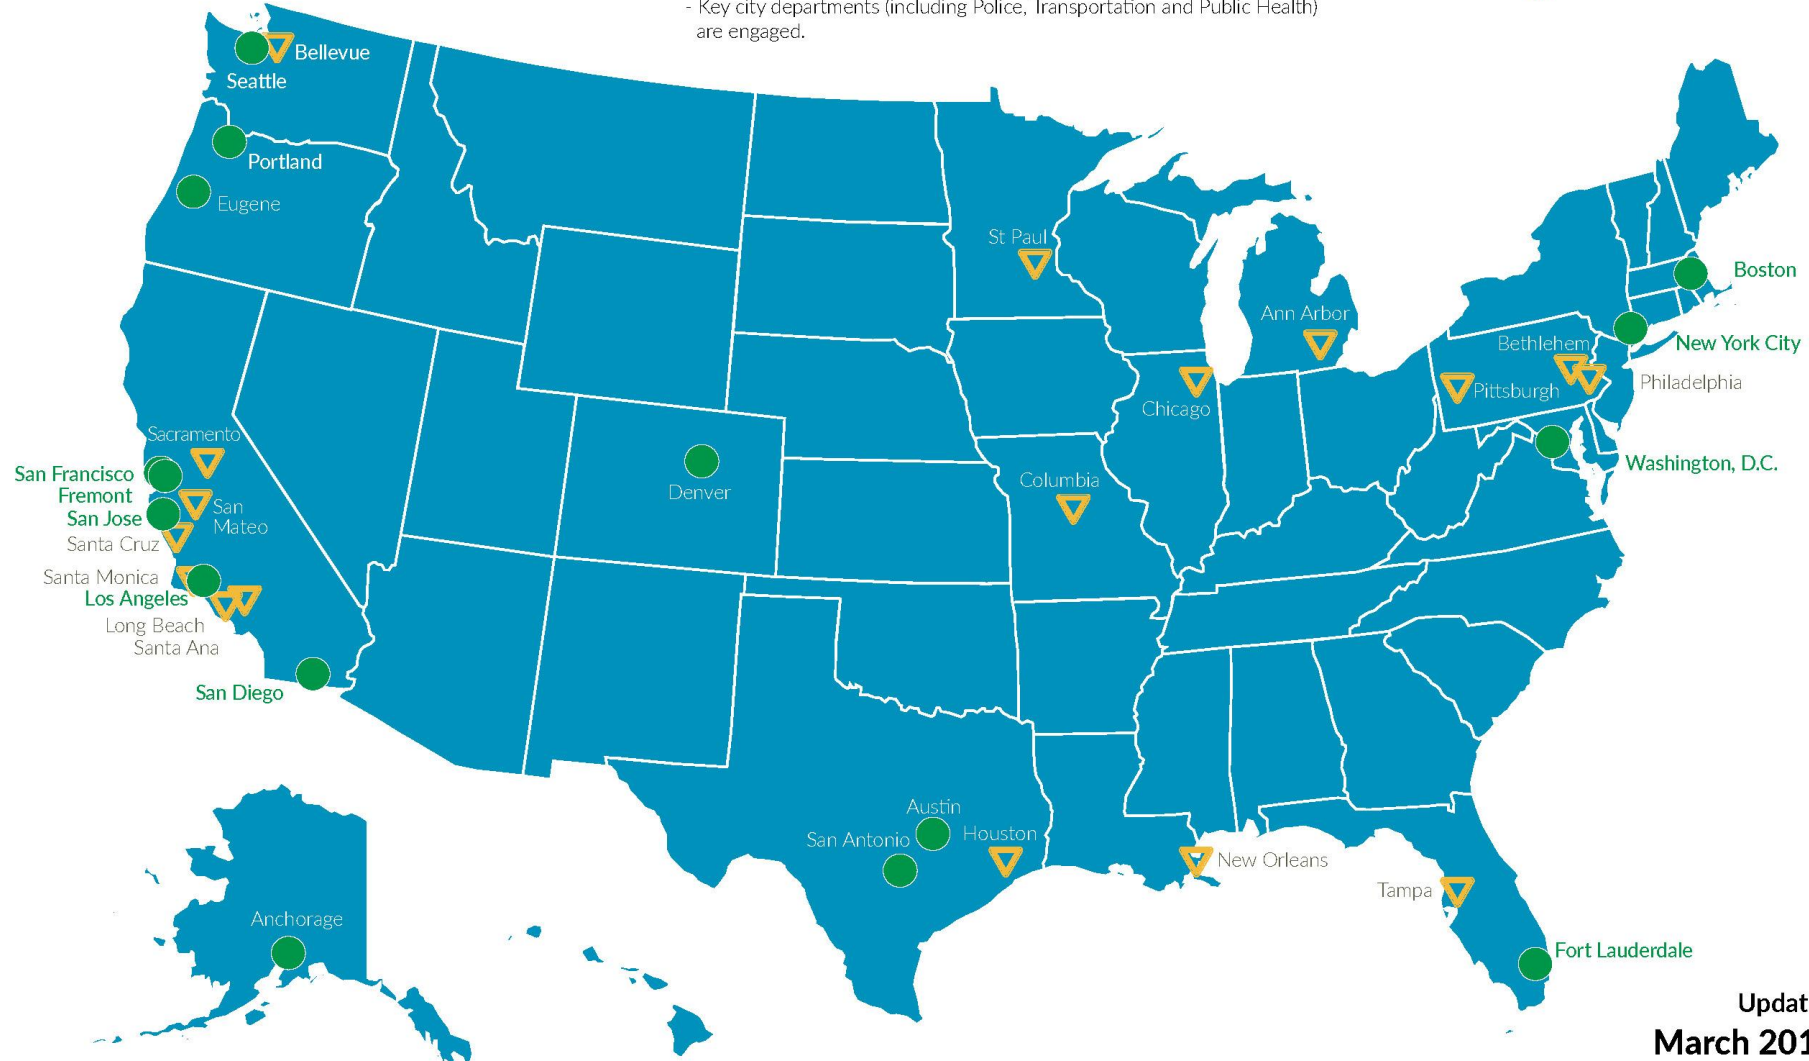 - Key city departments (including Police, Transportation and Public Health)
are engaged.
Bellevue
Seattle
Portland
Eugene
St Paul
Ann Arbor
Boston
New York City
Bethlehem
Pittsburgh
Philadelphia
Chicago
Sacramento
San Francisco
Fremont
San Jose
San
Mateo
Santa Cruz
Denver
Columbia
Washington, D.C.
Santa Monica
Los Angeles
Long Beach
Santa Ana
San Diego
Austin
San Antonio
Houston
New Orleans
Tampa
Anchorage
Fort Lauderdale
Updat
March 201